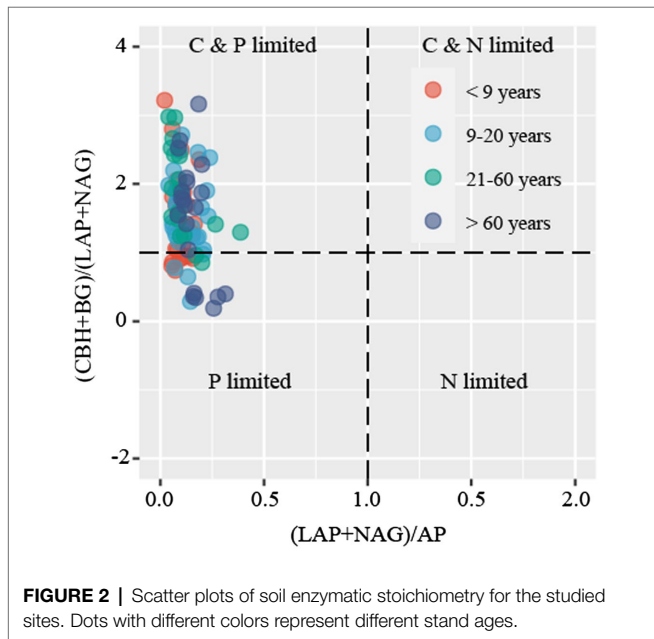 C & P limited
C & N limited
< 9 years
9-20 years
21-60 years
> 60 years
P limited
N limited
4
2
0
-2
(CBH+BG)/(LAP+NAG)
0.0
0.5
1.0
0.5
2.0
(LAP+NAG)/AP
FIGURE 2 | Scatter plots of soil enzymatic stoichiometry for the studied
sites. Dots with different colors represent different stand ages.